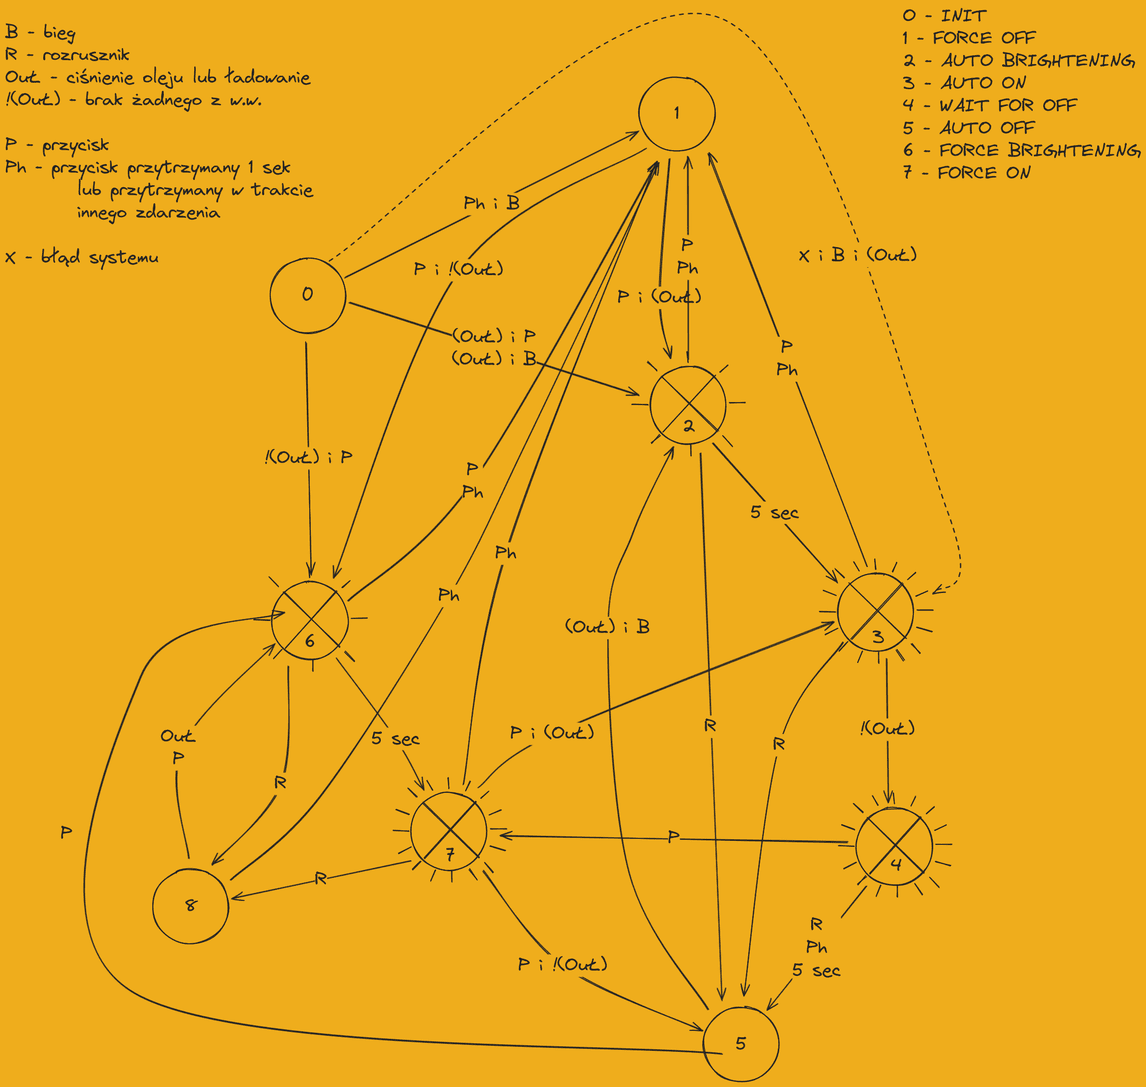 B - bieg
R - rozrusznik
Out - ciśnienie oleju lub ładowanie
!(Out) - brak żadnego z w.w.
P - przycisk
Ph - przycisk przytrzymany 1 sek
lub przytrzymany w trakcie
innego zdarzenia
x - błąd systemu
0 - INIT
1 - FORCE OFF
2 - AUTO BRIGHTENING
3 - AUTO ON
4 - WAIT FOR OFF
5 - AUTO OFF
6 - FORCE BRIGHTENING
7 - FORCE ON
1
Ph i B
P i !(Out)
P
Ph
P i (Out)
x i B i (Out)
0
(Out) i P
(Out) i B
P
Ph
2
!(Out) i P
P
Ph
5 sec
Ph
Ph
(Out) i B
6
3
Out
P
5 sec
P i (Out)
R
R
!(Out)
R
P
7
P
4
8
R
P i !(Out)
R
Ph
5 sec
5